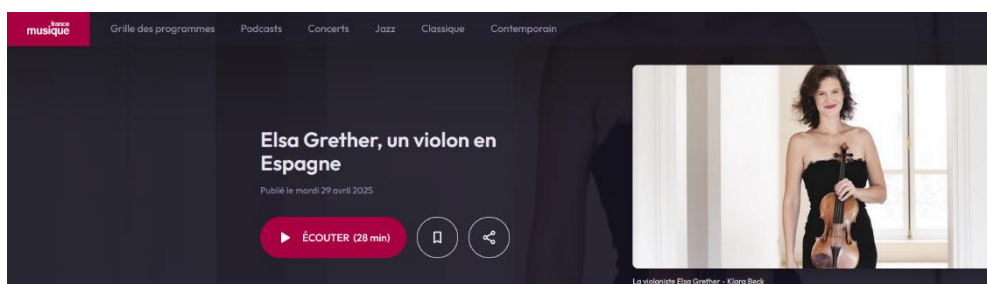 france
musique
Grille des programmes
Podcasts
Concerts
Jazz
Classique
Contemporain
Elsa Grether, un violon en
Espagne
Publié le mardi 29 avril 2025
ÉCOUTER (28 min)
La violoniste Elsa Grether - Klara Beck